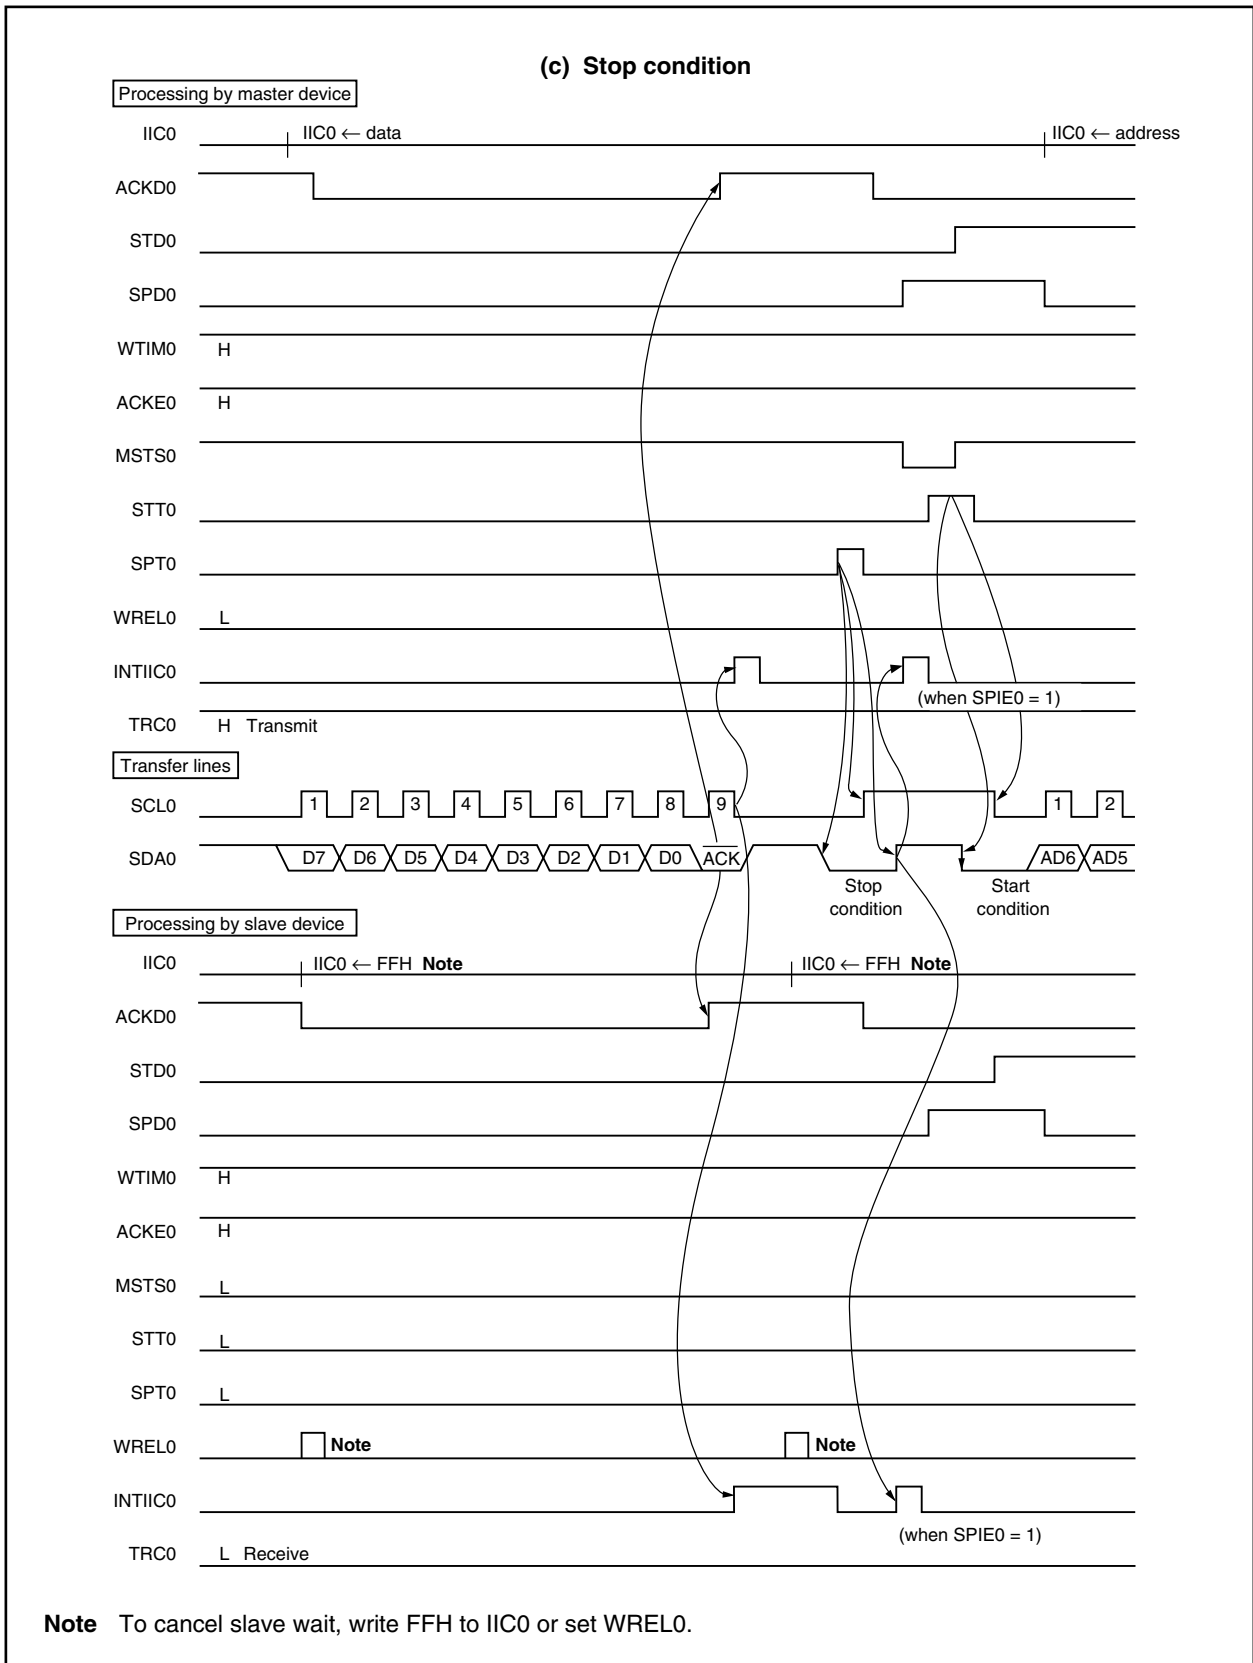 (c) Stop condition
Processing by master device
IIC0
IIC0 ← data
IIC0 ← address
ACKD0
STD0
SPD0
WTIM0
H
ACKE0
H
MSTS0
STT0
SPT0
WREL0
L
INTIIC0
(when SPIE0 = 1)
TRC0
H Transmit
Transfer lines
SCL0
1 2 3 4 5 6 7 8 9 1 2
SDA0
D7 D6 D5 D4 D3 D2 D1 D0 A̅C̅K̅ AD6 AD5
Stop
condition
Start
condition
Processing by slave device
IIC0
IIC0 ← FFH Note
IIC0 ← FFH Note
ACKD0
STD0
SPD0
WTIM0
H
ACKE0
H
MSTS0
L
STT0
L
SPT0
L
WREL0
Note
Note
INTIIC0
(when SPIE0 = 1)
TRC0
L Receive
Note To cancel slave wait, write FFH to IIC0 or set WREL0.